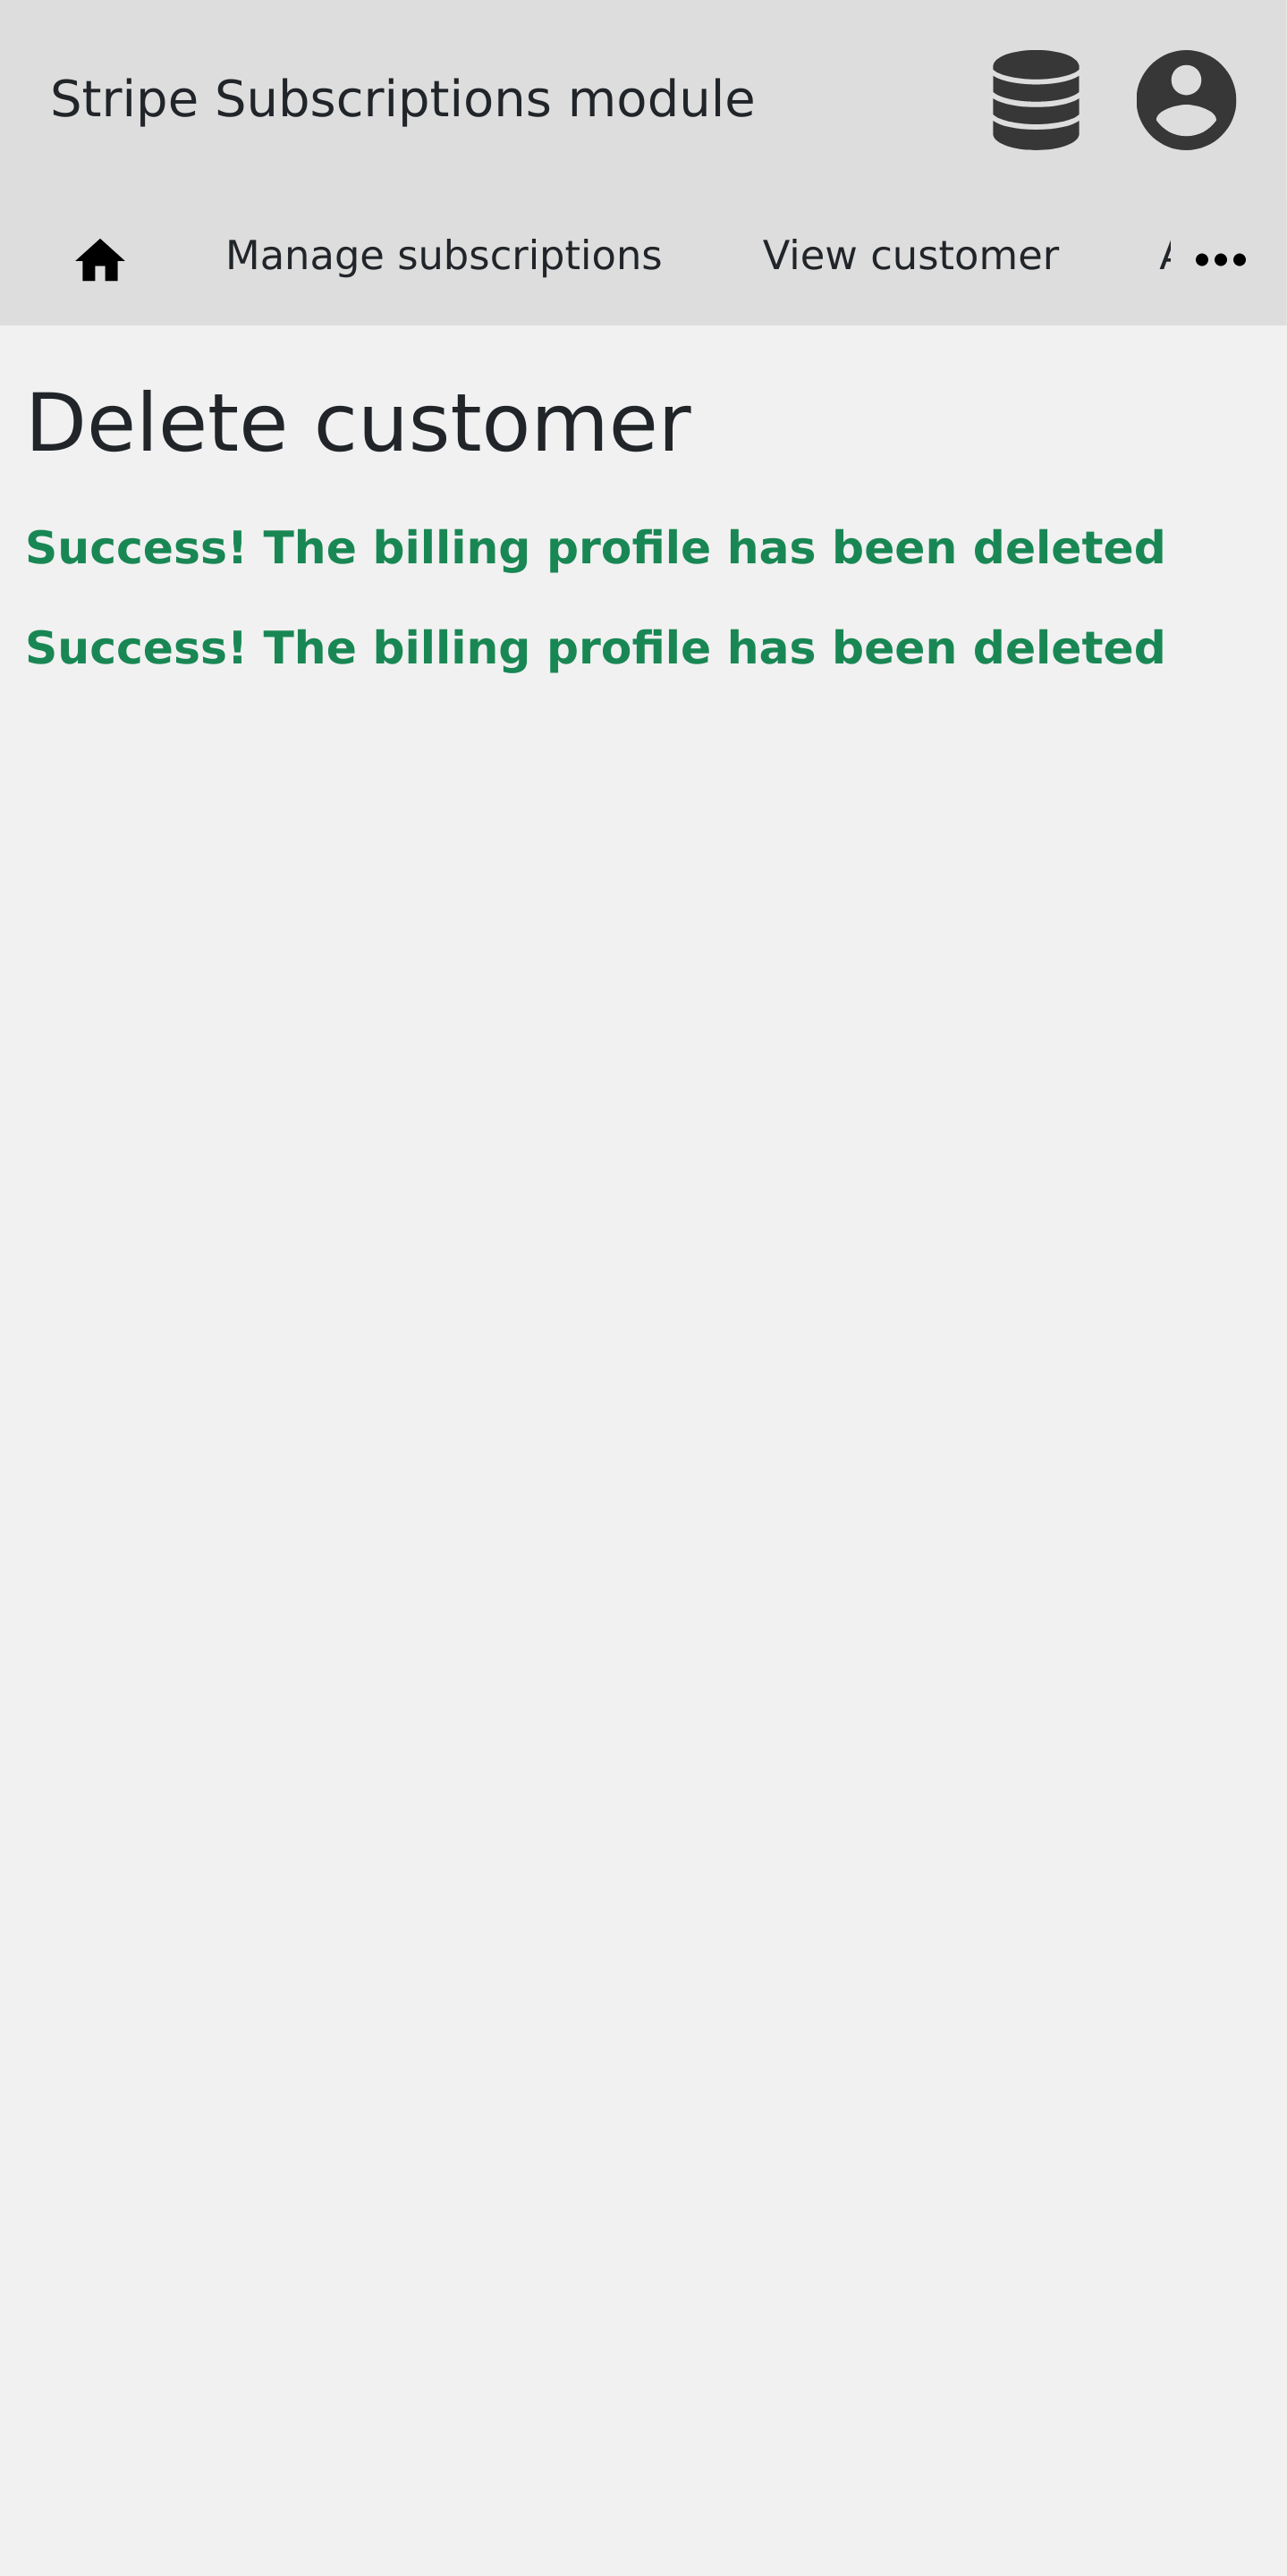 Stripe Subscriptions module
Manage subscriptions View customer
Delete customer
Success! The billing profile has been deleted
Success! The billing profile has been deleted